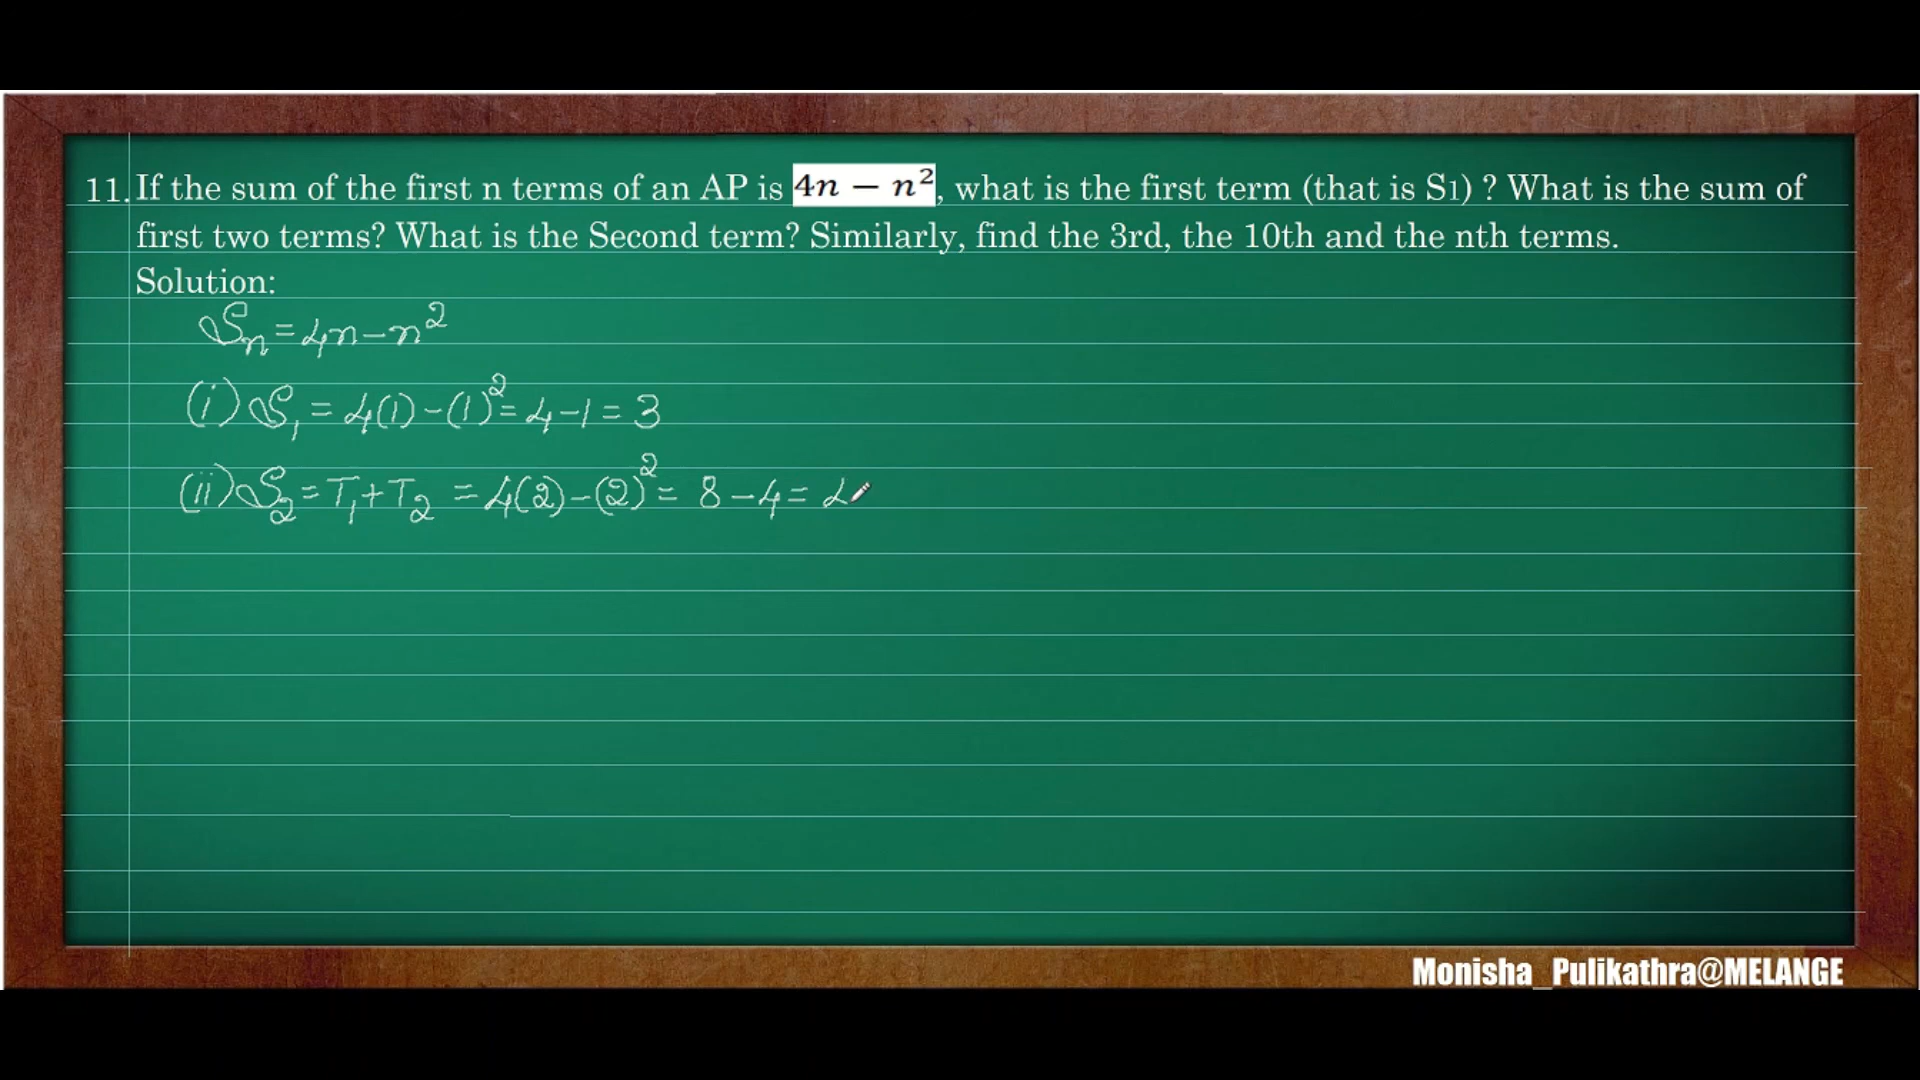 11. If the sum of the first n terms of an AP is 4n − n², what is the first term (that is S1) ? What is the sum of
first two terms? What is the Second term? Similarly, find the 3rd, the 10th and the nth terms.
Solution:
Sₙ = 4n − n²
(i) S₁ = 4(1) − (1)² = 4 − 1 = 3
(ii) S₂ = T₁ + T₂ = 4(2) − (2)² = 8 − 4 =
Monisha_Pulikathra@MELANGE